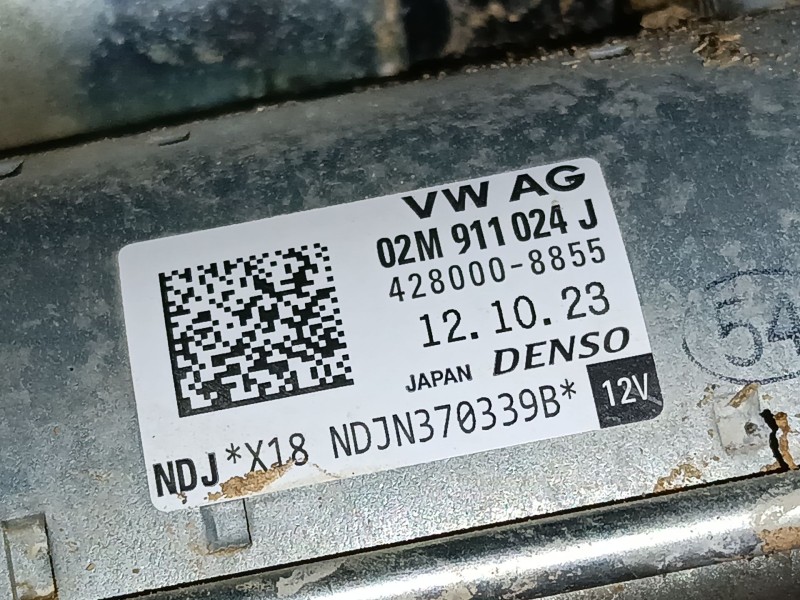 VW AG
02M 911 024 J
428000-8855
12.10.23
JAPAN DENSO
NDJ*X18 NDJN370339B* 12V
54